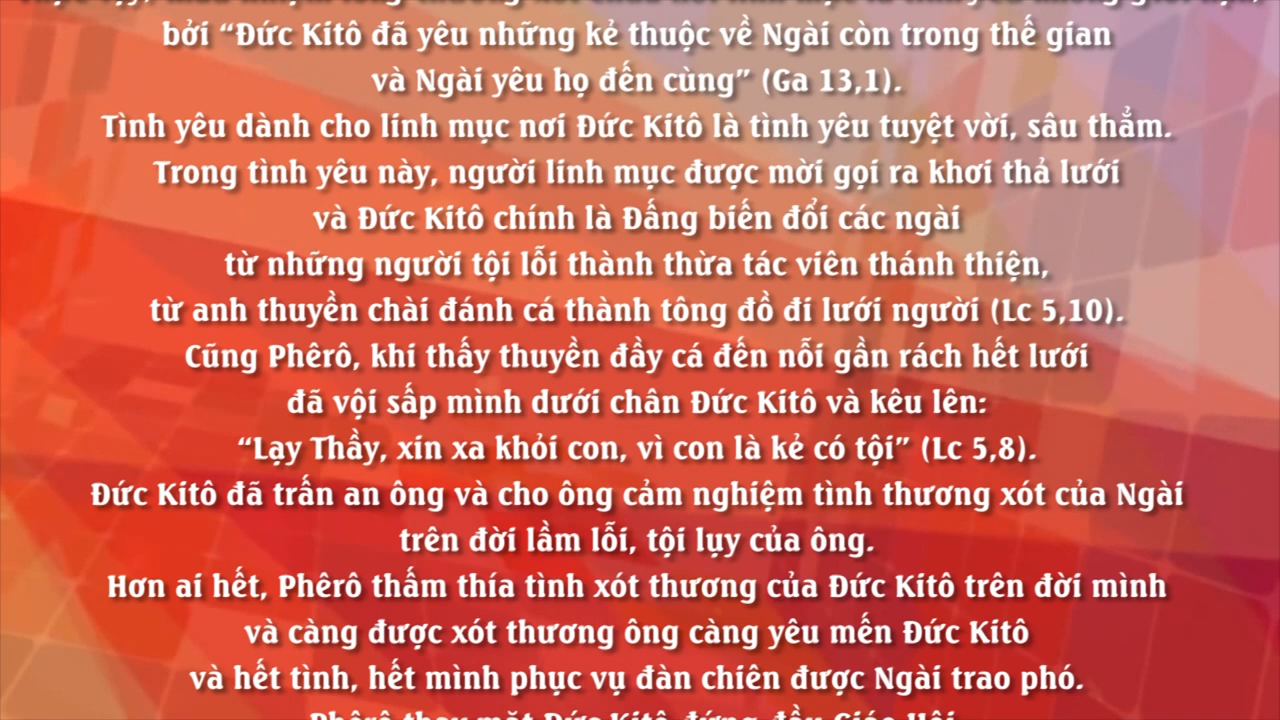 bởi “Đức Kitô đã yêu những kẻ thuộc về Ngài còn trong thế gian
và Ngài yêu họ đến cùng” (Ga 13,1).
Tình yêu dành cho linh mục nơi Đức Kitô là tình yêu tuyệt vời, sâu thẳm.
Trong tình yêu này, người linh mục được mời gọi ra khơi thả lưới
và Đức Kitô chính là Đấng biến đổi các ngài
từ những người tội lỗi thành thừa tác viên thánh thiện,
từ anh thuyền chài đánh cá thành tông đồ đi lưới người (Lc 5,10).
Cũng Phêrô, khi thấy thuyền đầy cá đến nỗi gần rách hết lưới
đã vội sấp mình dưới chân Đức Kitô và kêu lên:
“Lạy Thầy, xin xa khỏi con, vì con là kẻ có tội” (Lc 5,8).
Đức Kitô đã trấn an ông và cho ông cảm nghiệm tình thương xót của Ngài
trên đời lầm lỗi, tội lụy của ông.
Hơn ai hết, Phêrô thấm thía tình xót thương của Đức Kitô trên đời mình
và càng được xót thương ông càng yêu mến Đức Kitô
và hết tình, hết mình phục vụ đàn chiên được Ngài trao phó.
Phêrô thay mặt Đức Kitô đứng đầu Giáo Hội